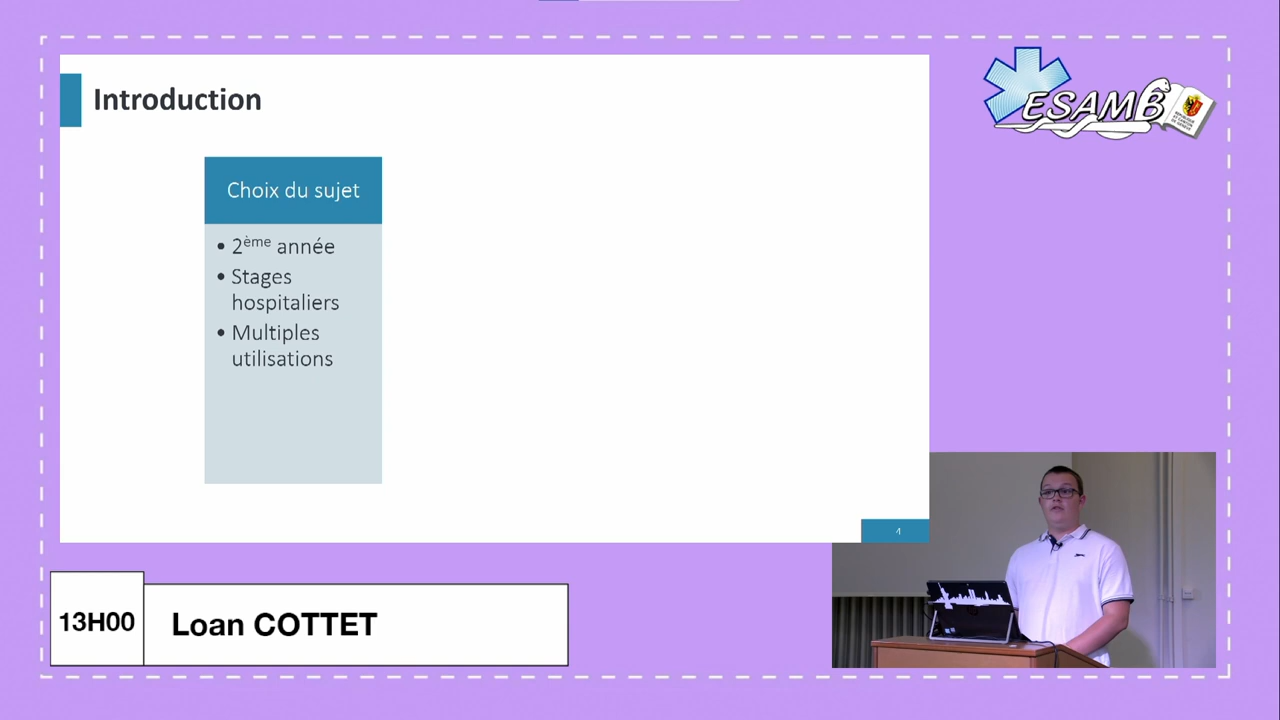 Introduction
ESAMB
Choix du sujet
• 2ème année
• Stages
hospitaliers
• Multiples
utilisations
4
13H00
Loan COTTET